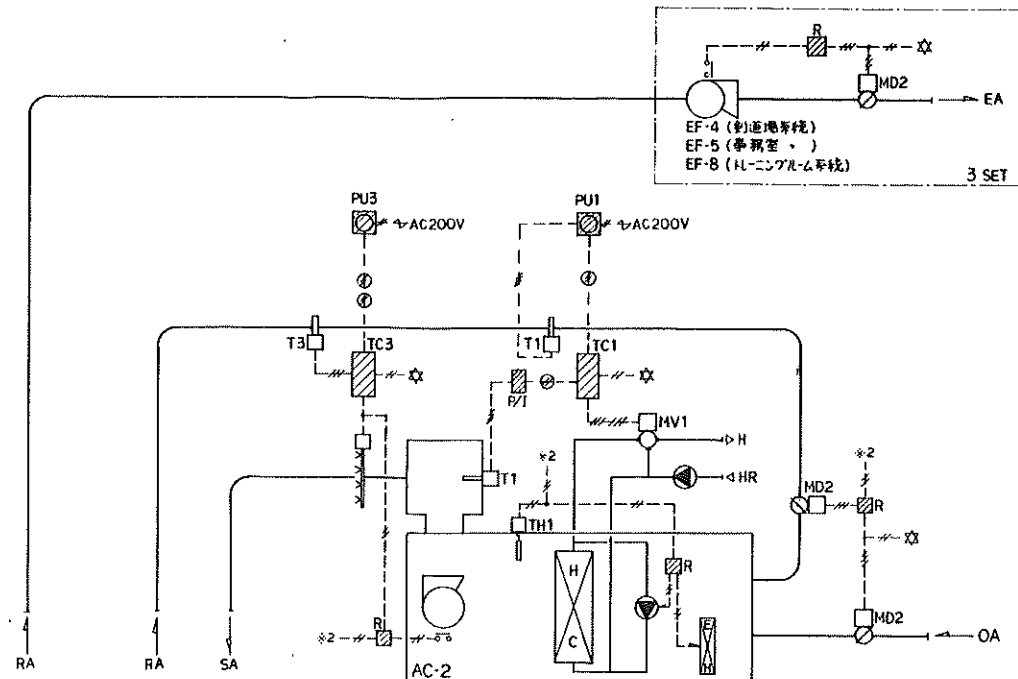 R
MD2
EA
EF-4 (剣道場系統)
EF-5 (事務室 〃 )
EF-8 (トレーニングルーム系統)
3 SET
PU3
AC200V
PU1
AC200V
T3
TC3
T1
TC1
P/I
MV1
H
※2
HR
※2
T1
TH1
MD2
R
H
R
C
MD2
R
※2
E
H
AC-2
RA
RA
SA
OA